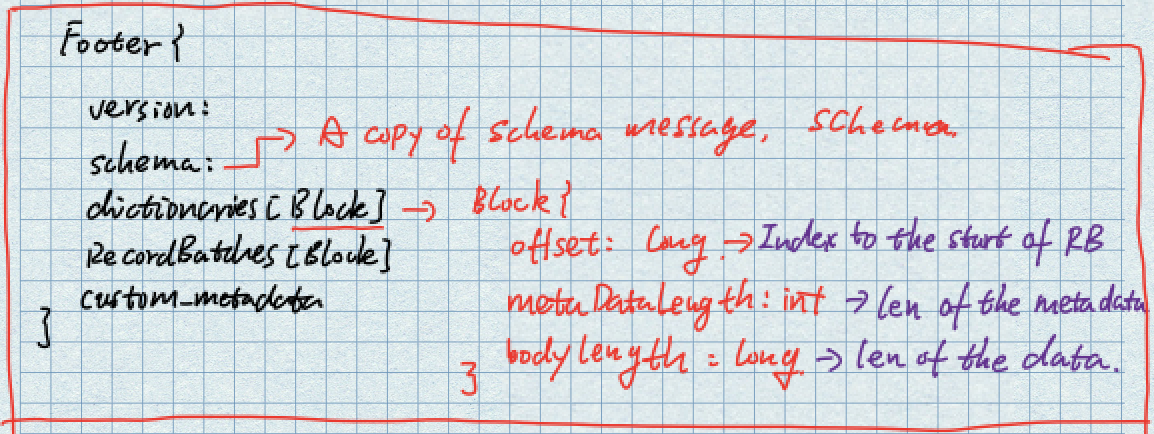 Footer {
version:
schema: → A copy of schema message, schema.
dictionaries [Block] → Block {
RecordBatches [Block]
offset: long → Index to the start of RB
custom_metadata
metaDataLength: int → len of the metadata
}
bodyLength: long → len of the data.
}